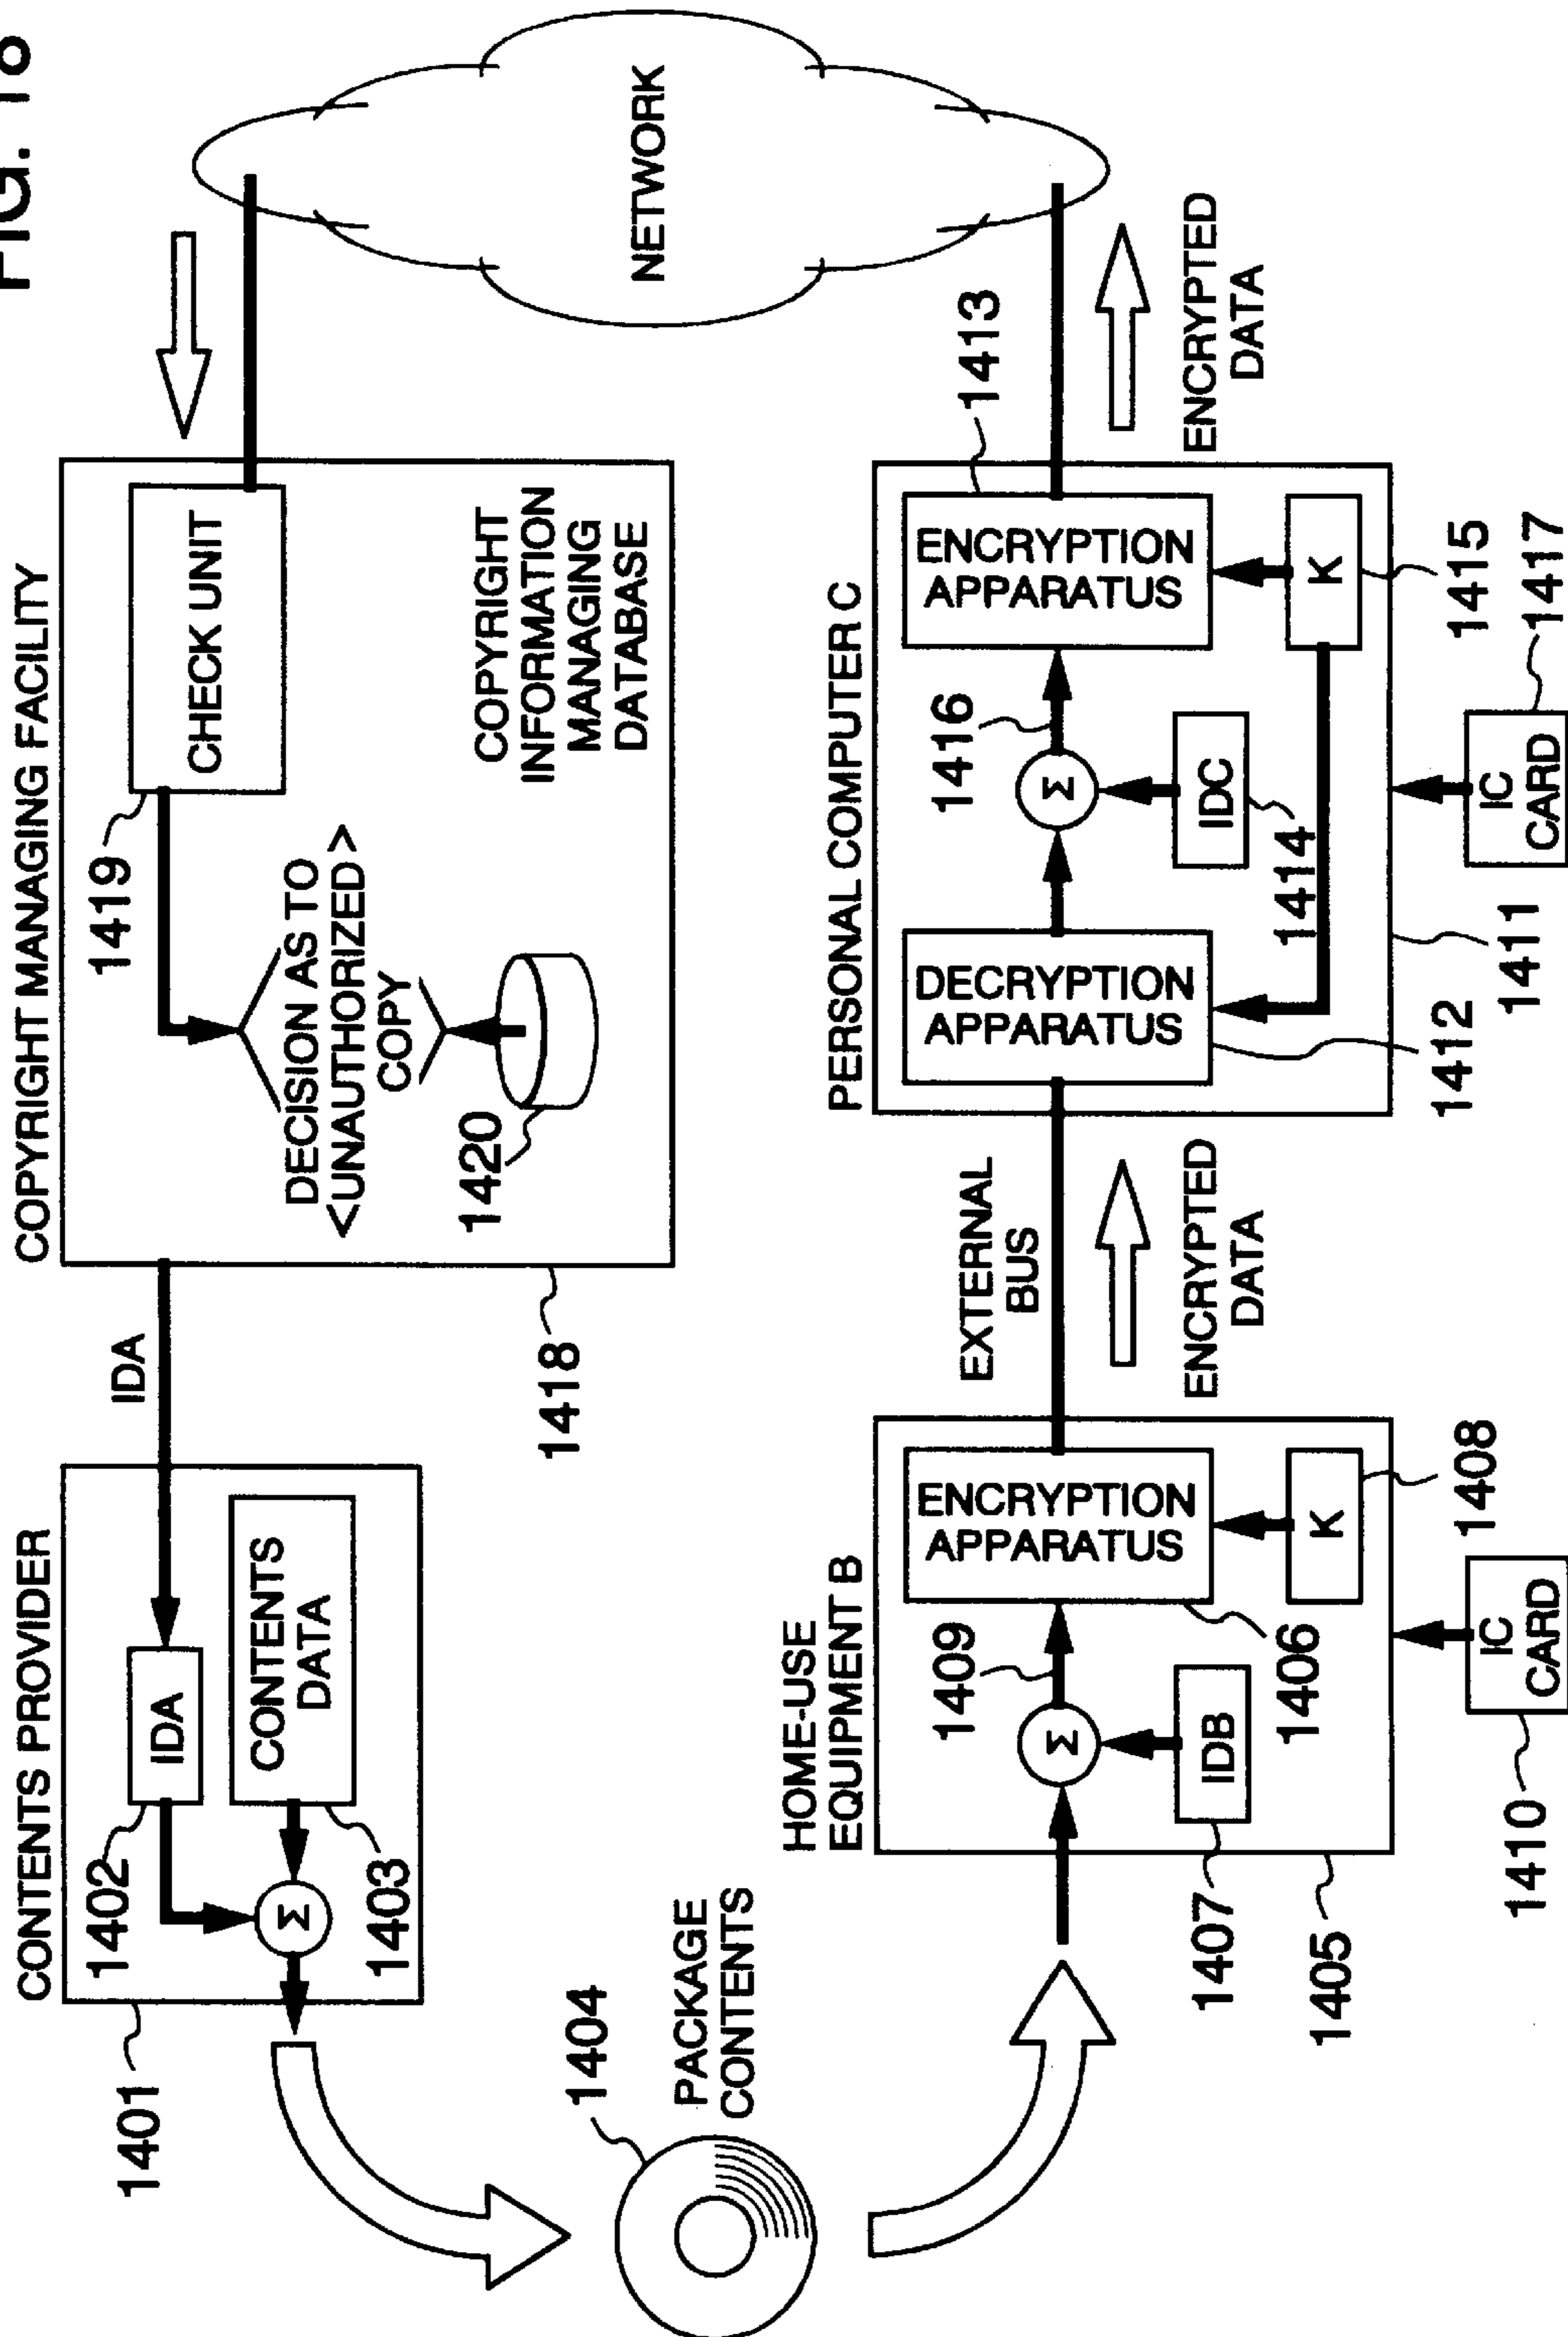 FIG. 18
CONTENTS PROVIDER
1401
1402
IDA
CONTENTS
DATA
Σ
1403
IDA
COPYRIGHT MANAGING FACILITY
1418
1419
CHECK UNIT
DECISION AS TO
<UNAUTHORIZED>
COPY
1420
COPYRIGHT
INFORMATION
MANAGING
DATABASE
NETWORK
1404
PACKAGE
CONTENTS
HOME-USE
EQUIPMENT B
1405
1409
Σ
IDB
1407
ENCRYPTION
APPARATUS
1406
K
1408
IC
CARD
1410
EXTERNAL
BUS
ENCRYPTED
DATA
PERSONAL COMPUTER C
DECRYPTION
APPARATUS
1412
1416
Σ
IDC
1414
ENCRYPTION
APPARATUS
1413
K
1415
1411
IC
CARD
1417
ENCRYPTED
DATA